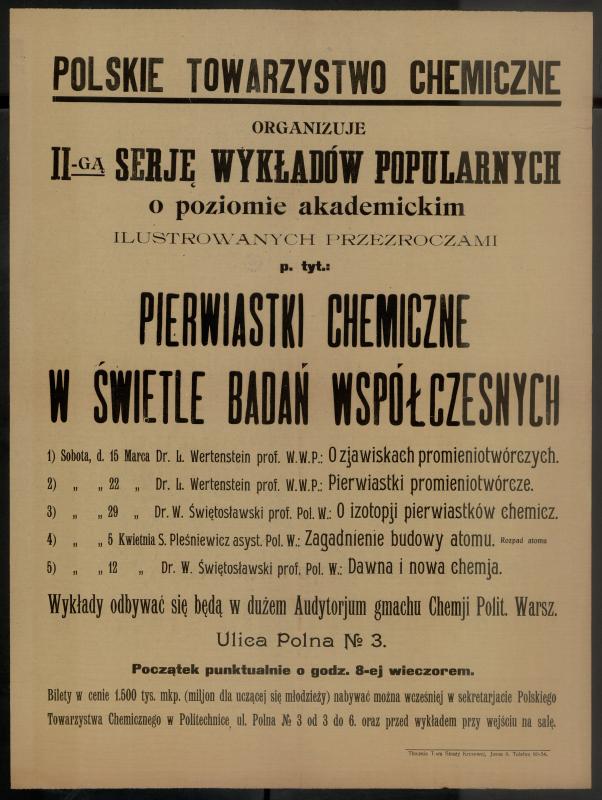 POLSKIE TOWARZYSTWO CHEMICZNE
ORGANIZUJE
II-GĄ SERJĘ WYKŁADÓW POPULARNYCH
o poziomie akademickim
ILUSTROWANYCH PRZEZROCZAMI
p. tyt.:
PIERWIASTKI CHEMICZNE
W ŚWIETLE BADAŃ WSPÓŁCZESNYCH
1) Sobota, d. 15 Marca Dr. L. Wertenstein prof. W.W.P.: O zjawiskach promieniotwórczych.
2) „ „ 22 „ Dr. L. Wertenstein prof. W.W.P.: Pierwiastki promieniotwórcze.
3) „ „ 29 „ Dr. W. Świętosławski prof. Pol. W.: O izotopji pierwiastków chemicz.
4) „ „ 5 Kwietnia S. Pleśniewicz asyst. Pol. W.: Zagadnienie budowy atomu. Rozpad atomu
5) „ „ 12 „ Dr. W. Świętosławski prof. Pol. W.: Dawna i nowa chemja.
Wykłady odbywać się będą w dużem Audytorjum gmachu Chemji Polit. Warsz.
Ulica Polna № 3.
Początek punktualnie o godz. 8-ej wieczorem.
Bilety w cenie 1.500 tys. mkp. (miljon dla uczącej się młodzieży) nabywać można wcześniej w sekretarjacie Polskiego
Towarzystwa Chemicznego w Politechnice, ul. Polna № 3 od 3 do 6. oraz przed wykładem przy wejściu na salę.
Tłocznia T-wa Straży Kresowej,